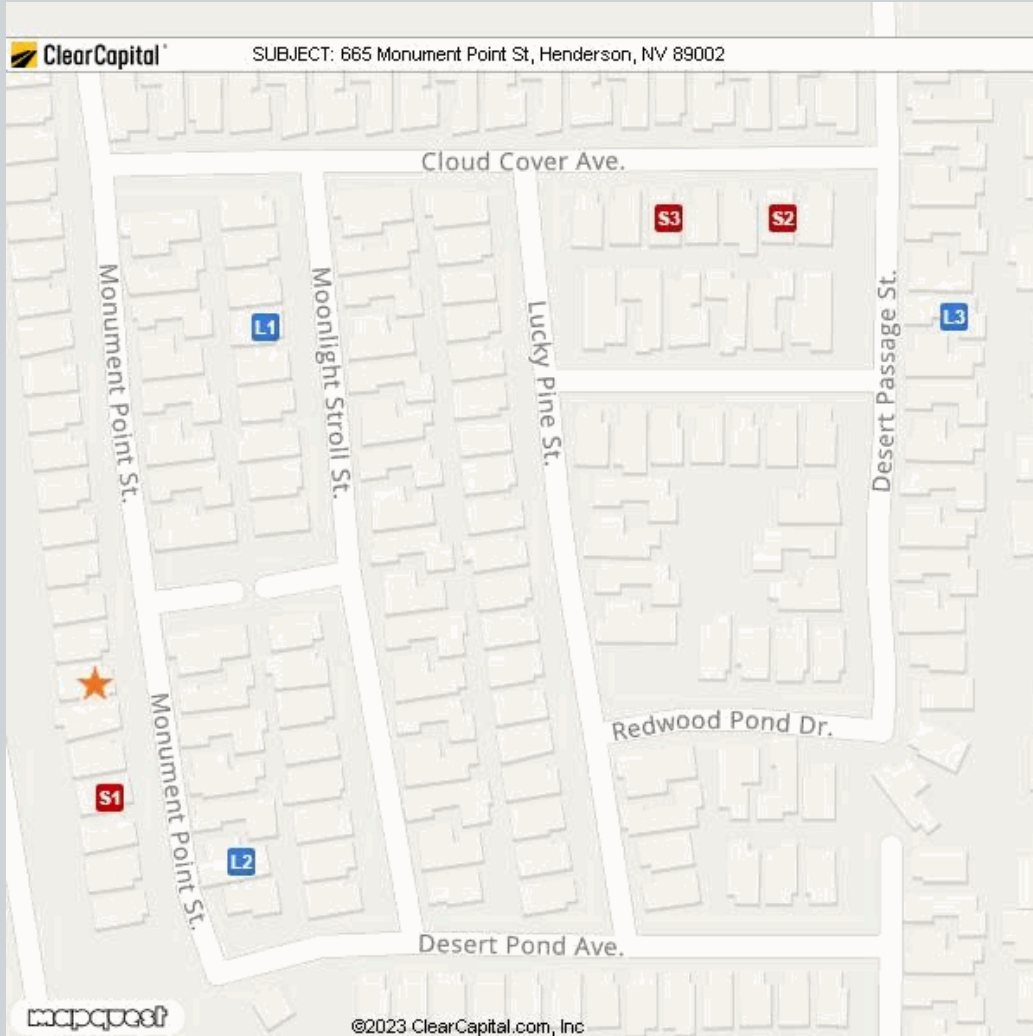 ClearCapital
SUBJECT: 665 Monument Point St, Henderson, NV 89002
Cloud Cover Ave.
S3
S2
Monument Point St.
Moonlight Stroll St.
Lucky Pine St.
Desert Passage St.
L1
L3
Redwood Pond Dr.
Monument Point St.
S1
L2
Desert Pond Ave.
mapquest
©2023 ClearCapital.com, Inc